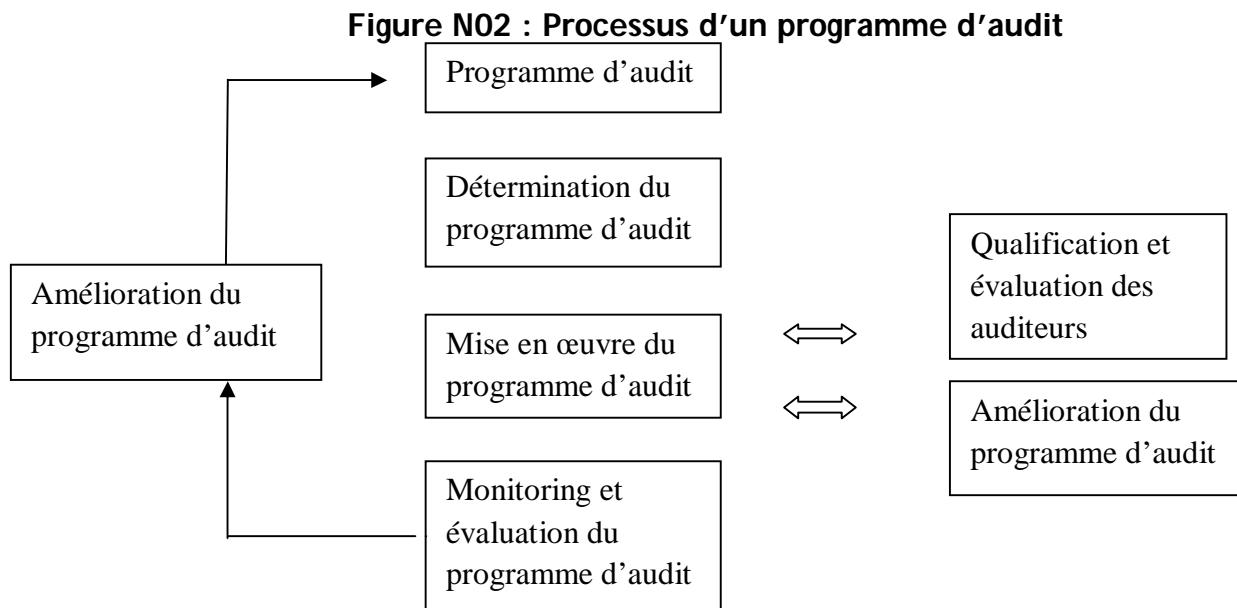 Figure N02 : Processus d’un programme d’audit
Programme d’audit
Détermination du
programme d’audit
Amélioration du
programme d’audit
Mise en œuvre du
programme d’audit
Qualification et
évaluation des
auditeurs
Amélioration du
programme d’audit
Monitoring et
évaluation du
programme d’audit